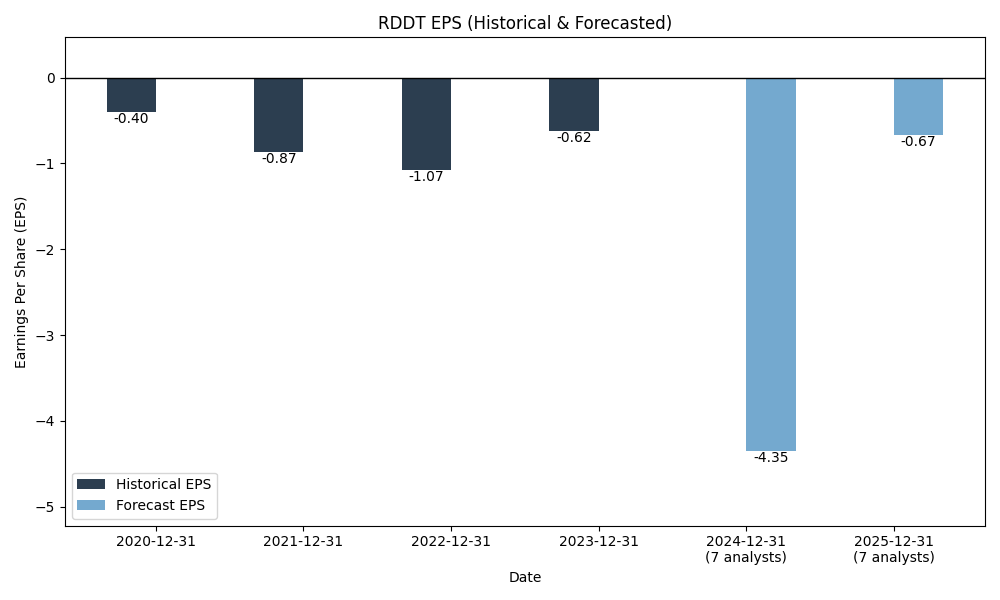 RDDT EPS (Historical & Forecasted)
Earnings Per Share (EPS)
0
−1
−2
−3
−4
−5
-0.40
-0.87
-1.07
-0.62
-4.35
-0.67
Historical EPS
Forecast EPS
2020-12-31
2021-12-31
2022-12-31
2023-12-31
2024-12-31
(7 analysts)
2025-12-31
(7 analysts)
Date